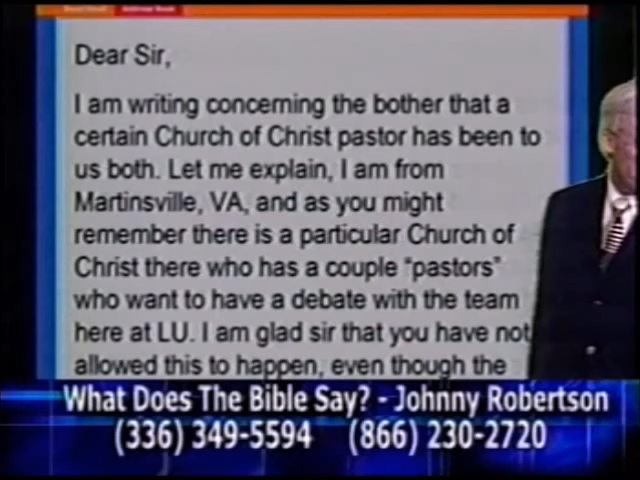 Dear Sir,
I am writing concerning the bother that a
certain Church of Christ pastor has been to
us both. Let me explain, I am from
Martinsville, VA, and as you might
remember there is a particular Church of
Christ there who has a couple “pastors”
who want to have a debate with the team
here at LU. I am glad sir that you have not
allowed this to happen, even though the
What Does The Bible Say? - Johnny Robertson
(336) 349-5594 (866) 230-2720